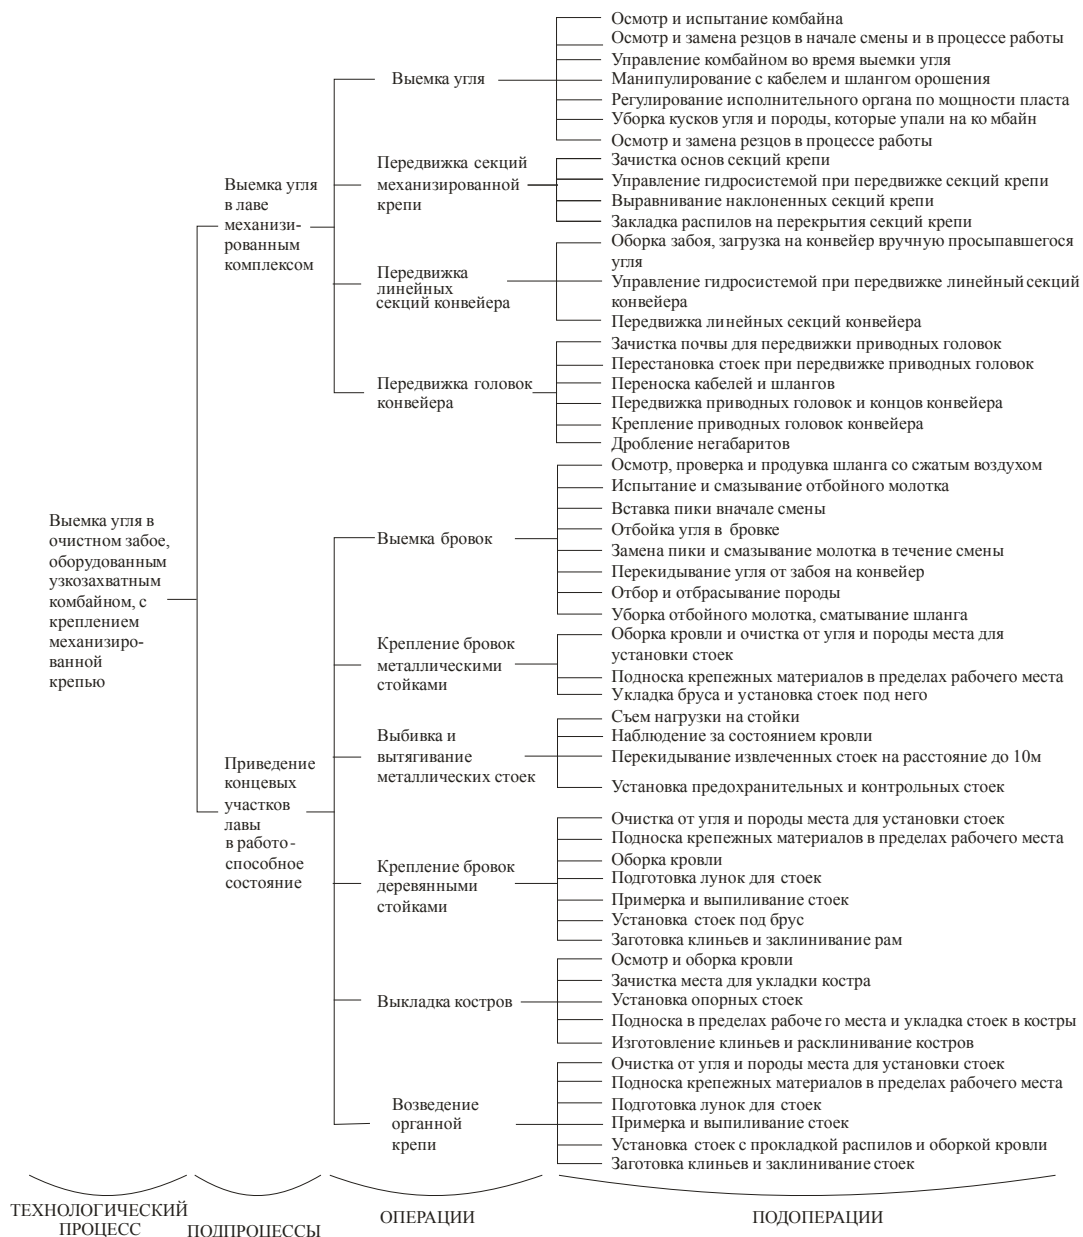 Осмотр и испытание комбайна
Осмотр и замена резцов в начале смены и в процессе работы
Управление комбайном во время выемки угля
Выемка угля
Манипулирование с кабелем и шлангом орошения
Регулирование исполнительного органа по мощности пласта
Уборка кусков угля и породы, которые упали на ко мбайн
Осмотр и замена резцов в процессе работы
Передвижка секций
механизированной
крепи
Зачистка основ секций крепи
Управление гидросистемой при передвижке секций крепи
Выравнивание наклоненных секций крепи
Закладка распилов на перекрытия секций крепи
Выемка угля
в лаве
механизи-
рованным
комплексом
Оборка забоя, загрузка на конвейер вручную просыпавшегося
угля
Управление гидросистемой при передвижке линейный секций
конвейера
Передвижка линейных секций конвейера
Передвижка
линейных
секций конвейера
Зачистка почвы для передвижки приводных головок
Перестановка стоек при передвижке приводных головок
Переноска кабелей и шлангов
Передвижка приводных головок и концов конвейера
Крепление приводных головок конвейера
Дробление негабаритов
Передвижка головок
конвейера
Осмотр, проверка и продувка шланга со сжатым воздухом
Испытание и смазывание отбойного молотка
Вставка пики вначале смены
Отбойка угля в бровке
Замена пики и смазывание молотка в течение смены
Перекидывание угля от забоя на конвейер
Отбор и отбрасывание породы
Уборка отбойного молотка, сматывание шланга
Выемка бровок
Выемка угля в
очистном забое,
оборудованным
узкозахватным
комбайном, с
креплением
механизиро-
ванной
крепью
Крепление бровок
металлическими
стойками
Оборка кровли и очистка от угля и породы места для
установки стоек
Подноска крепежных материалов в пределах рабочего места
Укладка бруса и установка стоек под него
Выбивка и
вытягивание
металлических стоек
Съем нагрузки на стойки
Наблюдение за состоянием кровли
Перекидывание извлеченных стоек на расстояние до 10м
Установка предохранительных и контрольных стоек
Приведение
концевых
участков
лавы
в работо-
способное
состояние
Крепление бровок
деревянными
стойками
Очистка от угля и породы места для установки стоек
Подноска крепежных материалов в пределах рабочего места
Оборка кровли
Подготовка лунок для стоек
Примерка и выпиливание стоек
Установка стоек под брус
Заготовка клиньев и заклинивание рам
Выкладка костров
Осмотр и оборка кровли
Зачистка места для укладки костра
Установка опорных стоек
Подноска в пределах рабоче го места и укладка стоек в костры
Изготовление клиньев и расклинивание костров
Возведение
органной
крепи
Очистка от угля и породы места для установки стоек
Подноска крепежных материалов в пределах рабочего места
Подготовка лунок для стоек
Примерка и выпиливание стоек
Установка стоек с прокладкой распилов и оборкой кровли
Заготовка клиньев и заклинивание стоек
ТЕХНОЛОГИЧЕСКИЙ
ПРОЦЕСС
ПОДПРОЦЕССЫ
ОПЕРАЦИИ
ПОДОПЕРАЦИИ